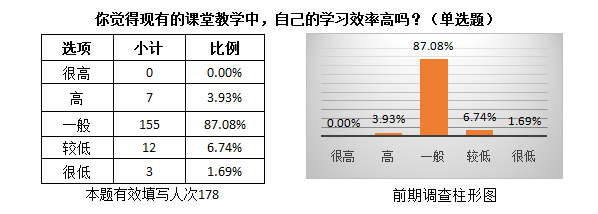 你觉得现有的课堂教学中，自己的学习效率高吗？（单选题）
选项 小计 比例
很高 0 0.00%
高 7 3.93%
一般 155 87.08%
较低 12 6.74%
很低 3 1.69%
本题有效填写人次178
87.08%
0.00% 3.93% 6.74% 1.69%
很高 高 一般 较低 很低
前期调查柱形图